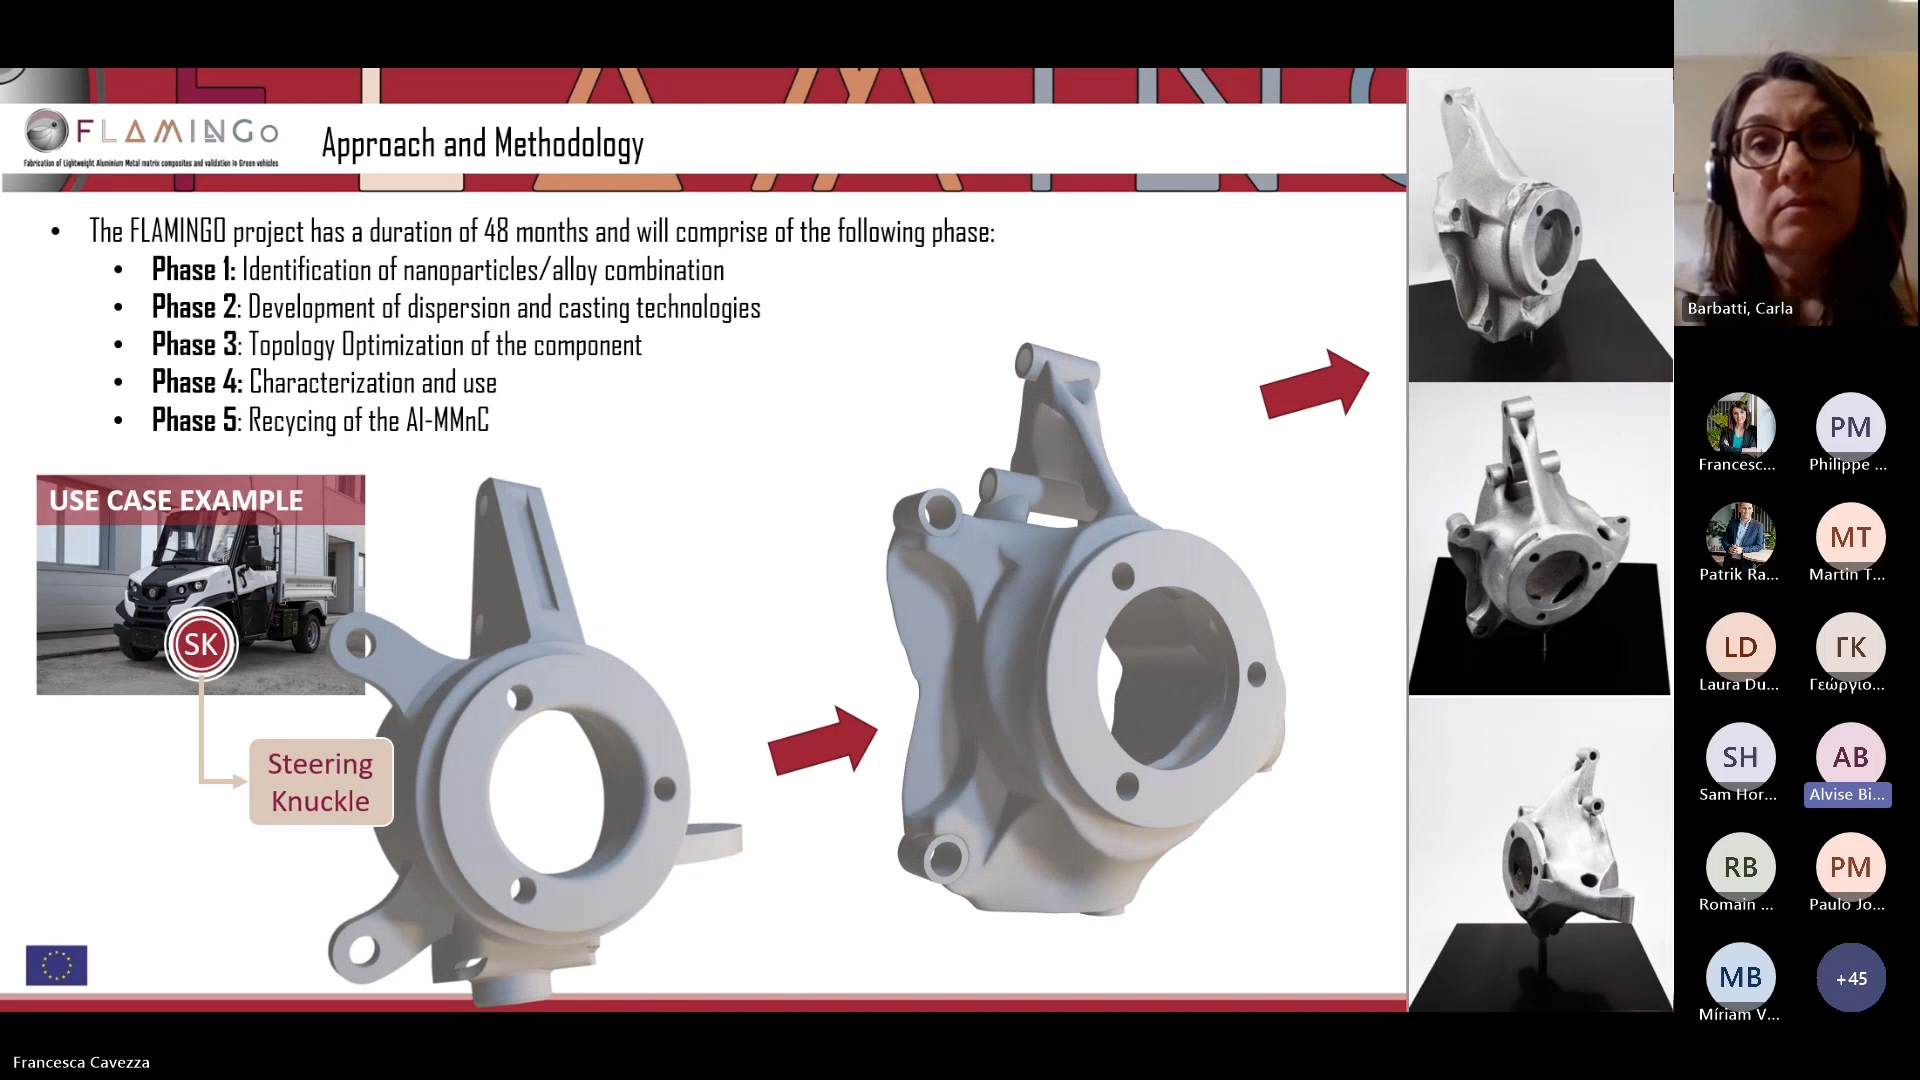 FLAMINGo
Fabrication of Lightweight Aluminium Metal matrix composites and validation In Green vehicles
Approach and Methodology
• The FLAMINGO project has a duration of 48 months and will comprise of the following phase:
• Phase 1: Identification of nanoparticles/alloy combination
• Phase 2: Development of dispersion and casting technologies
• Phase 3: Topology Optimization of the component
• Phase 4: Characterization and use
• Phase 5: Recycing of the Al-MMnC
USE CASE EXAMPLE
SK
Steering
Knuckle
Barbatti, Carla
Francesc...
PM
Philippe ...
Patrik Ra...
MT
Martin T...
LD
Laura Du...
ΓΚ
Γεώργιο...
SH
Sam Hor...
AB
Alvise Bi...
RB
Romain ...
PM
Paulo Jo...
MB
Míriam V...
+45
Francesca Cavezza